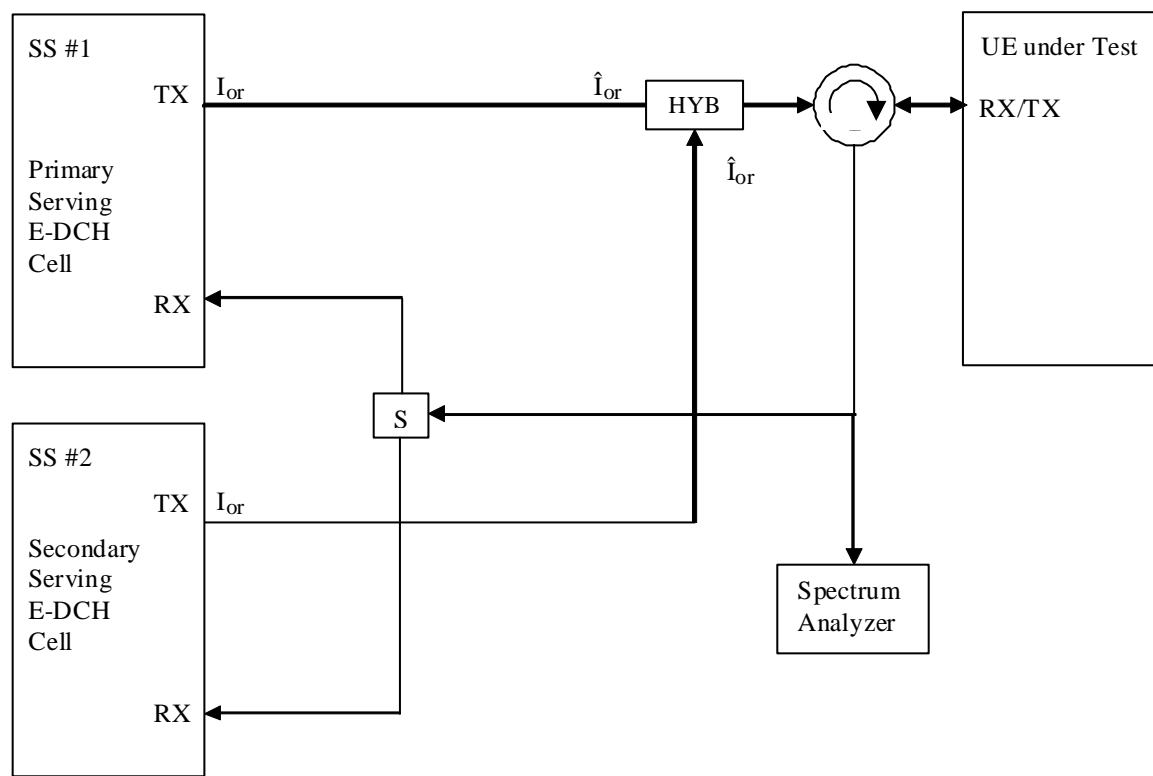 SS #1
TX
I_or
Primary
Serving
E-DCH
Cell
RX
Î_or
HYB
Î_or
UE under Test
RX/TX
S
SS #2
TX
I_or
Secondary
Serving
E-DCH
Cell
RX
Spectrum
Analyzer